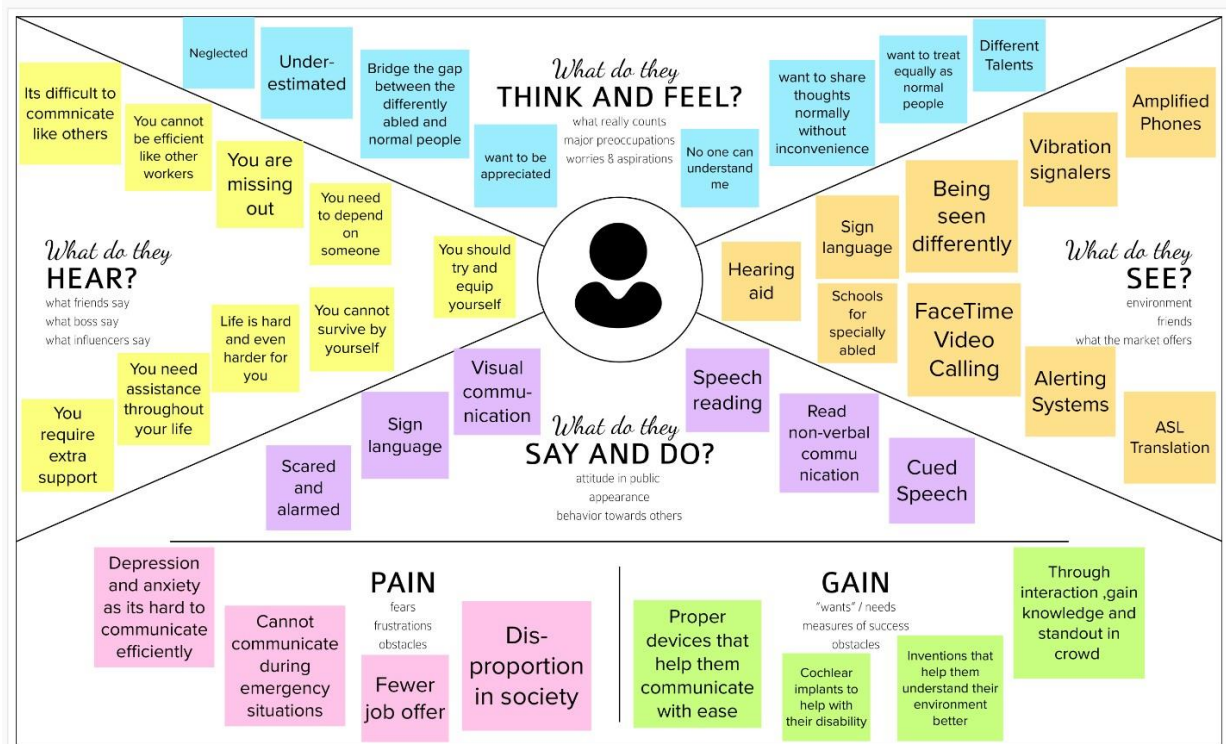 Neglected
Under-
estimated
Bridge the gap
between the
differently
abled and
normal people
want to be
appreciated
What do they
THINK AND FEEL?
what really counts
major preoccupations
worries & aspirations
No one can
understand
me
want to share
thoughts
normally
without
inconvenience
want to treat
equally as
normal
people
Different
Talents
Its difficult to
commnicate
like others
You cannot
be efficient
like other
workers
You are
missing
out
You need
to depend
on
someone
You should
try and
equip
yourself
What do they
HEAR?
what friends say
what boss say
what influencers say
You cannot
survive by
yourself
Life is hard
and even
harder for
you
You need
assistance
throughout
your life
You
require
extra
support
Amplified
Phones
Vibration
signalers
Being
seen
differently
Sign
language
Hearing
aid
Schools
for
specially
abled
FaceTime
Video
Calling
What do they
SEE?
environment
friends
what the market offers
Alerting
Systems
ASL
Translation
Visual
commu-
nication
Sign
language
Scared
and
alarmed
What do they
SAY AND DO?
attitude in public
appearance
behavior towards others
Speech
reading
Read
non-verbal
commu
nication
Cued
Speech
Depression
and anxiety
as its hard to
communicate
efficiently
Cannot
communicate
during
emergency
situations
PAIN
fears
frustrations
obstacles
Fewer
job offer
Dis-
proportion
in society
Proper
devices that
help them
communicate
with ease
GAIN
"wants" / needs
measures of success
obstacles
Cochlear
implants to
help with
their disability
Inventions that
help them
understand their
environment
better
Through
interaction ,gain
knowledge and
standout in
crowd